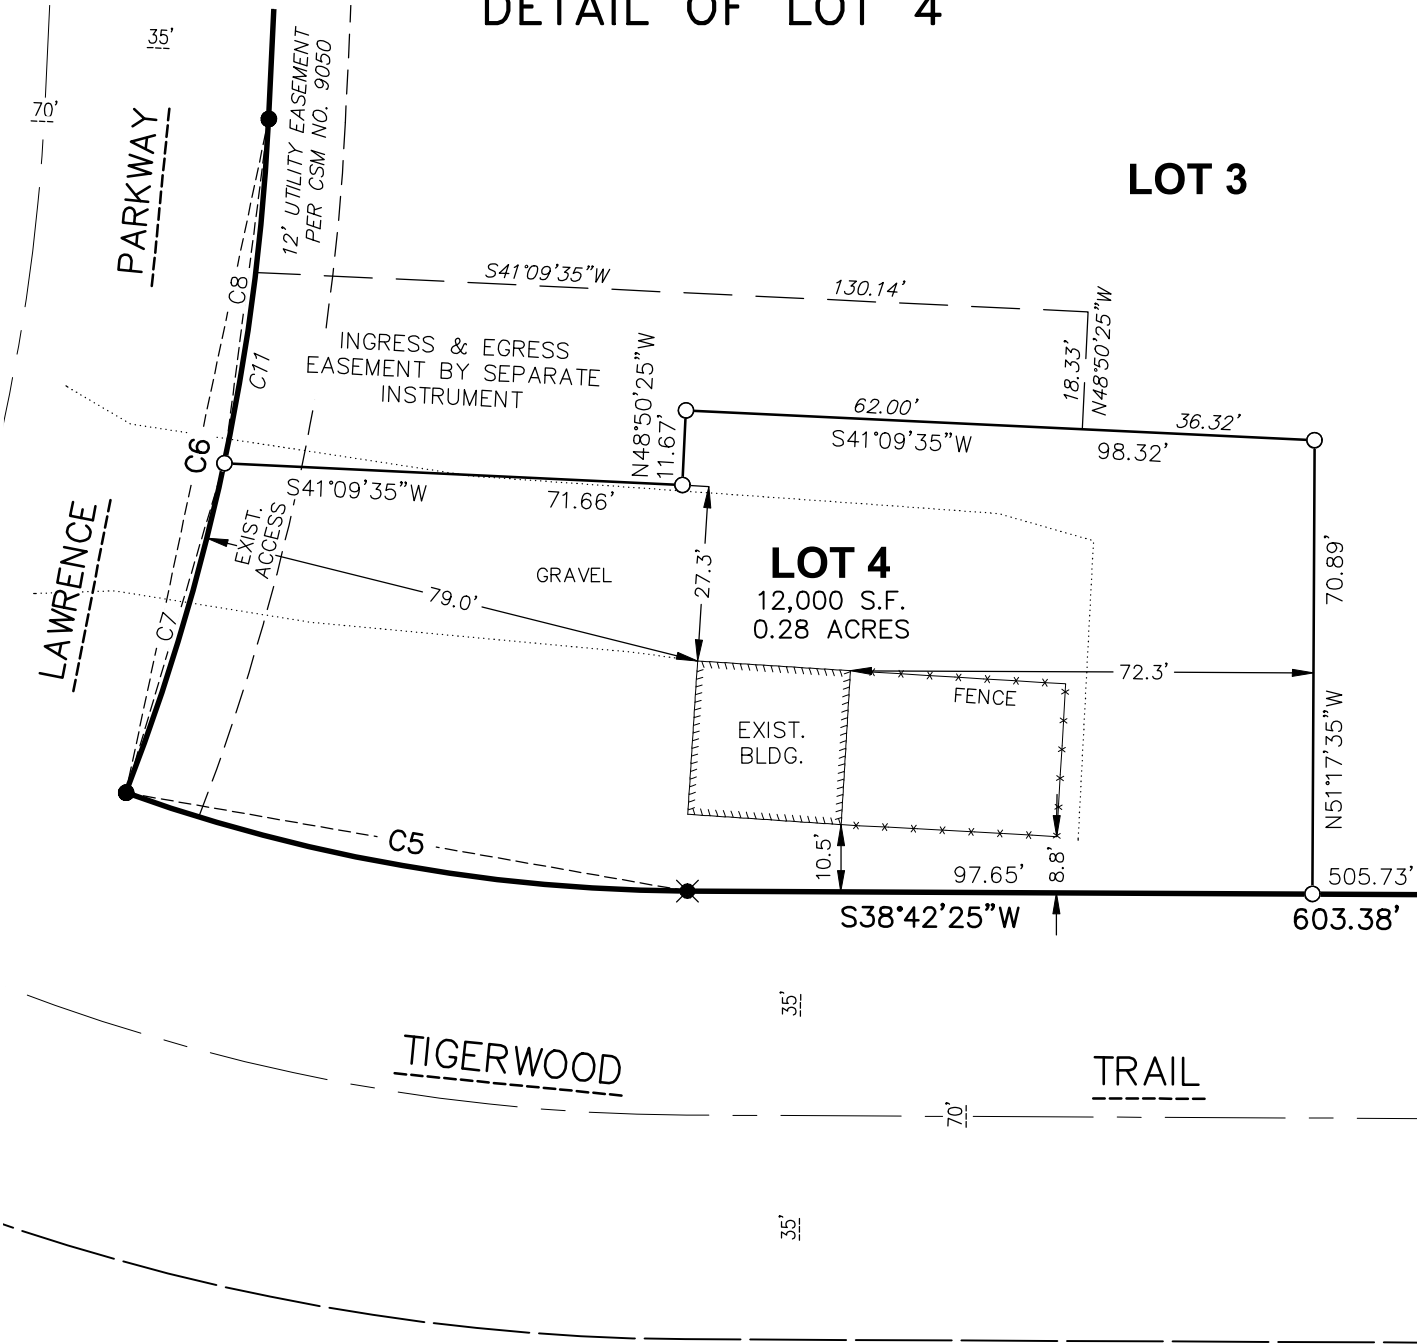 DETAIL OF LOT 4
35'
70'
PARKWAY
12' UTILITY EASEMENT
PER CSM NO. 9050
LOT 3
C8
S41°09'35"W
130.14'
18.33'
N48°50'25"W
INGRESS & EGRESS
EASEMENT BY SEPARATE
INSTRUMENT
C11
N48°50'25"W
11.67'
62.00'
36.32'
S41°09'35"W
98.32'
C6
S41°09'35"W
71.66'
LAWRENCE
EXIST.
ACCESS
GRAVEL
79.0'
27.3'
LOT 4
12,000 S.F.
0.28 ACRES
70.89'
N51°17'35"W
C7
72.3'
FENCE
EXIST.
BLDG.
C5
10.5'
97.65'
8.8'
505.73'
S38°42'25"W
603.38'
35'
TIGERWOOD
TRAIL
70'
35'